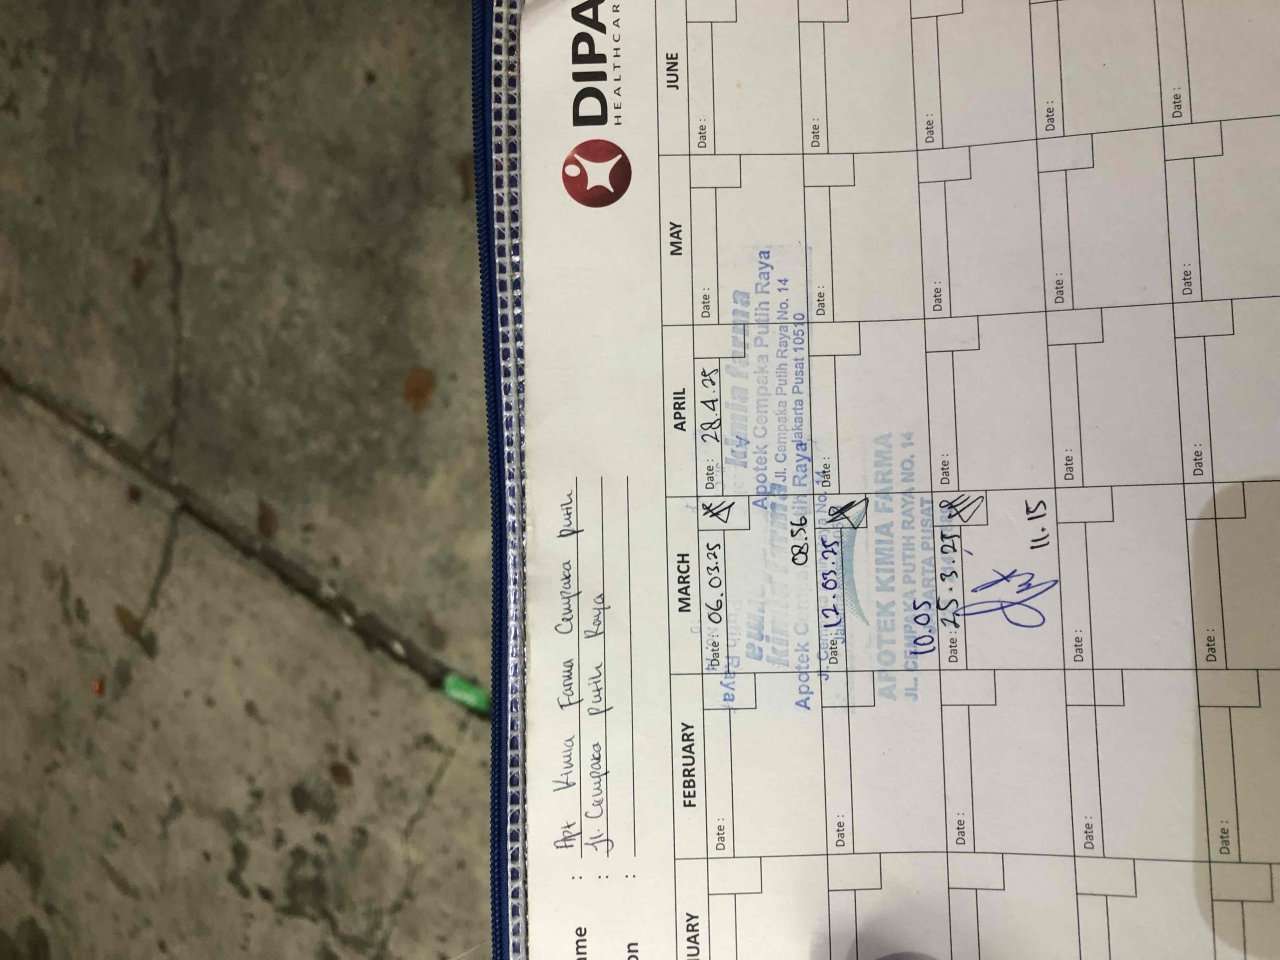 DIPA
HEALTHCAR
ame : Apt Kimia Farma Cempaka Putih
: Jl. Cempaka Putih Raya
on :
UARY FEBRUARY MARCH APRIL MAY JUNE
Date : Date : 06.03.25 Date : 28.4.25 Date : Date :
kimia farma
Apotek Cempaka Putih Raya
Jl. Cempaka Putih Raya No. 14
Jakarta Pusat 10510
08.56
Date : Date : 12.03.25 Date : Date : Date :
APOTEK KIMIA FARMA
JL. CEMPAKA PUTIH RAYA NO. 14
JAKARTA PUSAT
10.05
Date : Date : 25.3.25 Date : Date : Date :
11.15
Date : Date : Date : Date : Date :
Date : Date : Date : Date : Date :